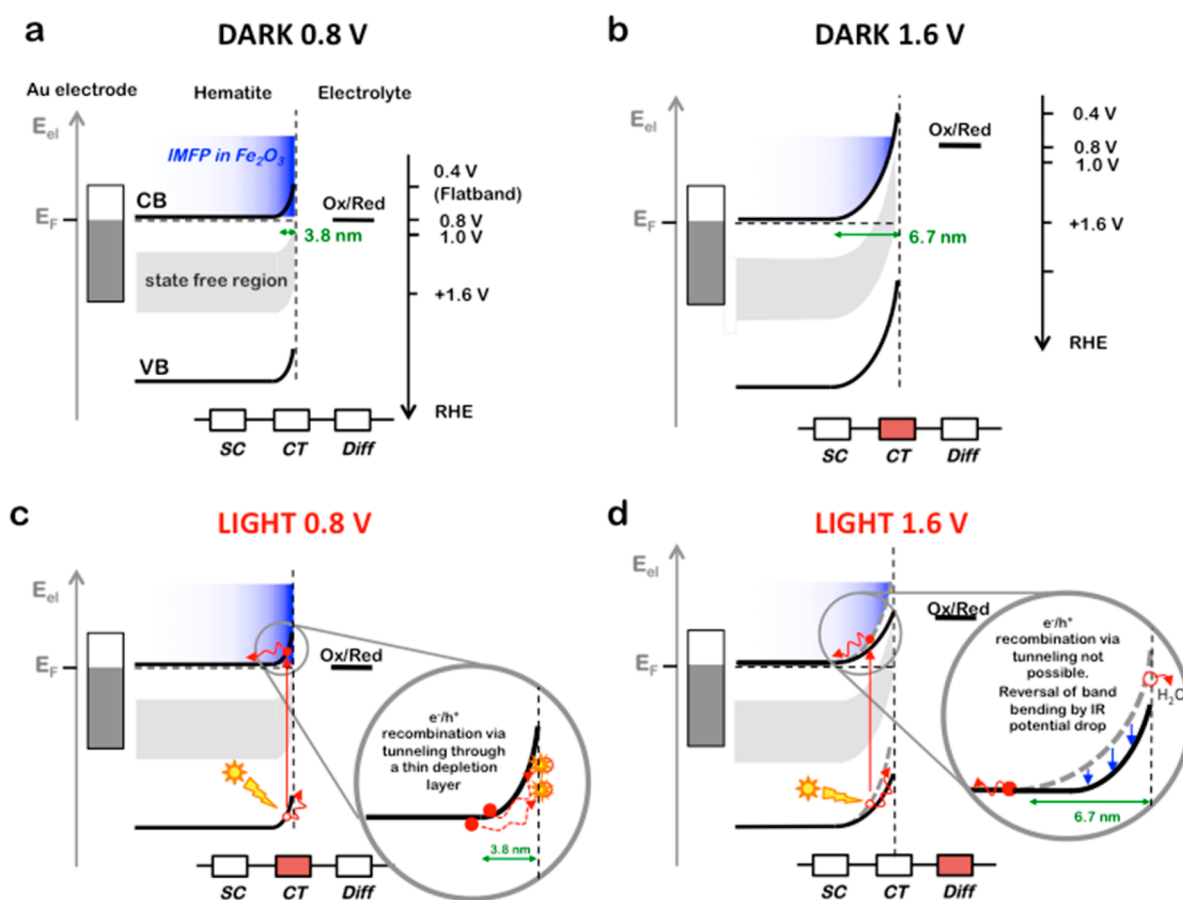 a
DARK 0.8 V
Au electrode
Hematite
Electrolyte
E_el
IMFP in Fe₂O₃
CB
E_F
Ox/Red
3.8 nm
state free region
VB
0.4 V
(Flatband)
0.8 V
1.0 V
+1.6 V
RHE
SC
CT
Diff
b
DARK 1.6 V
E_el
E_F
Ox/Red
6.7 nm
0.4 V
0.8 V
1.0 V
+1.6 V
RHE
SC
CT
Diff
c
LIGHT 0.8 V
E_el
E_F
Ox/Red
e⁻/h⁺
recombination via
tunneling through
a thin depletion
layer
3.8 nm
SC
CT
Diff
d
LIGHT 1.6 V
E_el
E_F
Ox/Red
e⁻/h⁺
recombination via
tunneling not
possible.
Reversal of band
bending by IR
potential drop
6.7 nm
SC
CT
Diff